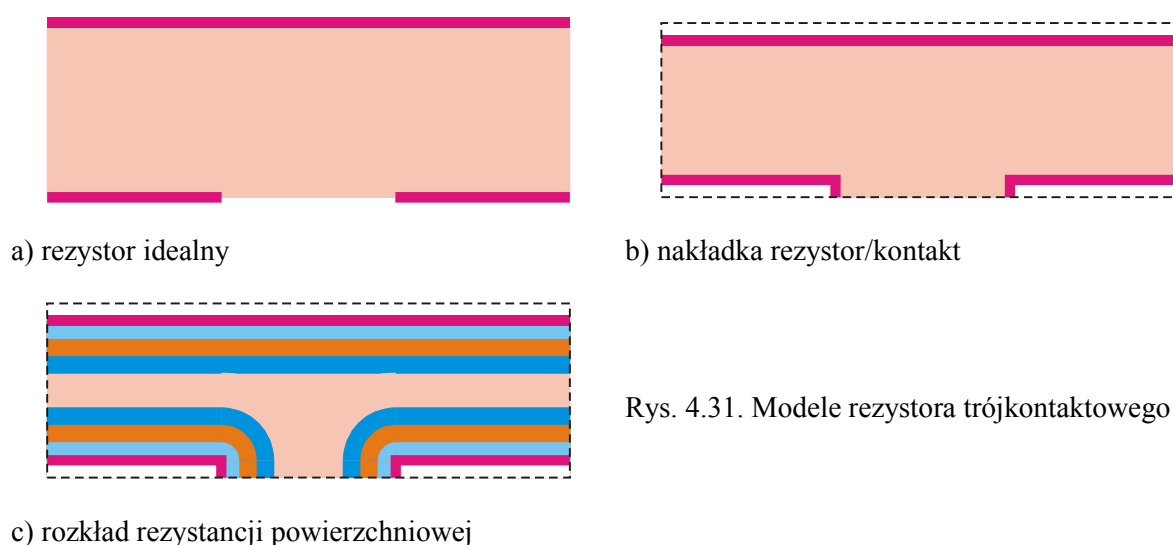 a) rezystor idealny
b) nakładka rezystor/kontakt
Rys. 4.31. Modele rezystora trójkontaktowego
c) rozkład rezystancji powierzchniowej